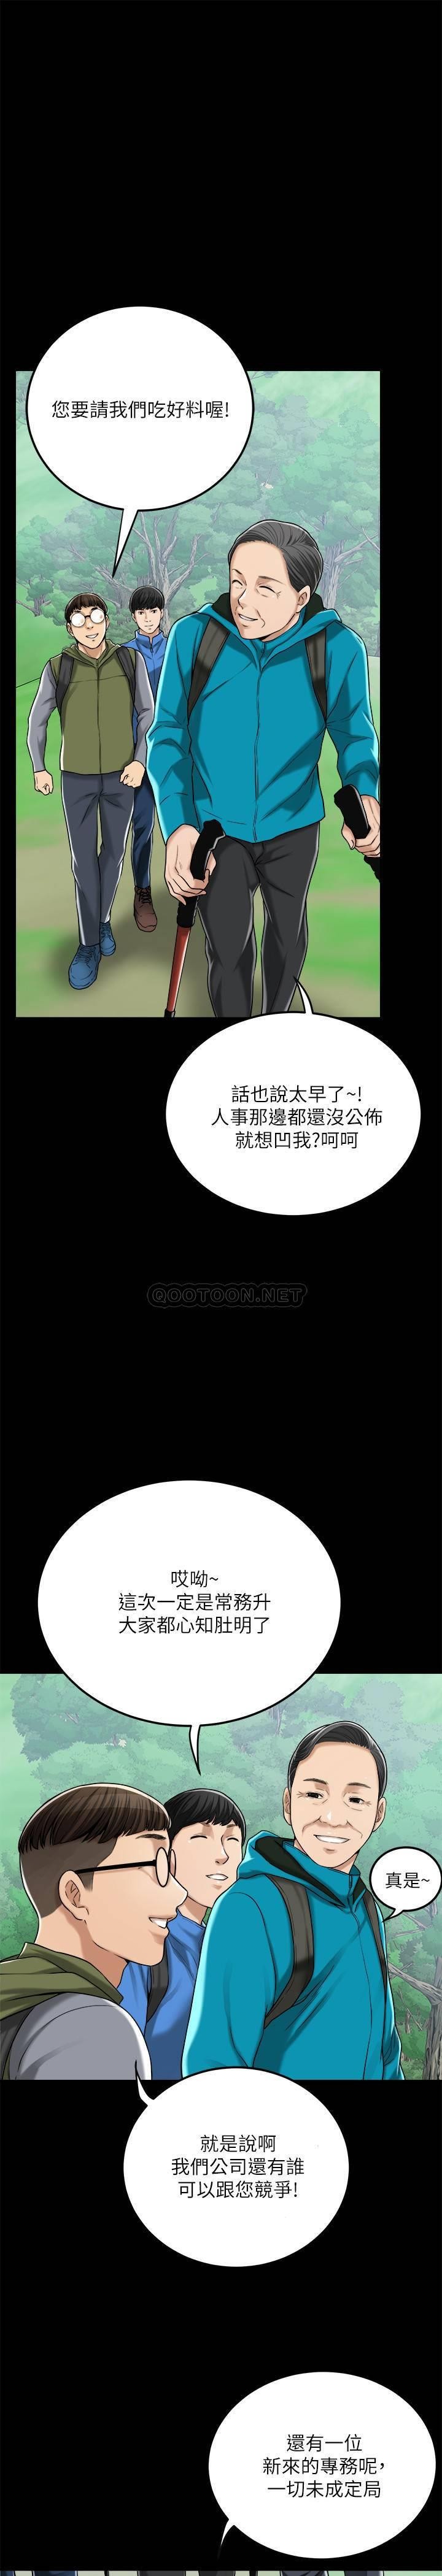 您要請我們吃好料喔!
話也說太早了~!
人事那邊都還沒公佈
就想凹我?呵呵
QOOTOON.NET
哎呦~
這次一定是常務升
大家都心知肚明了
真是~
就是說啊
我們公司還有誰
可以跟您競爭!
還有一位
新來的專務呢,
一切未成定局